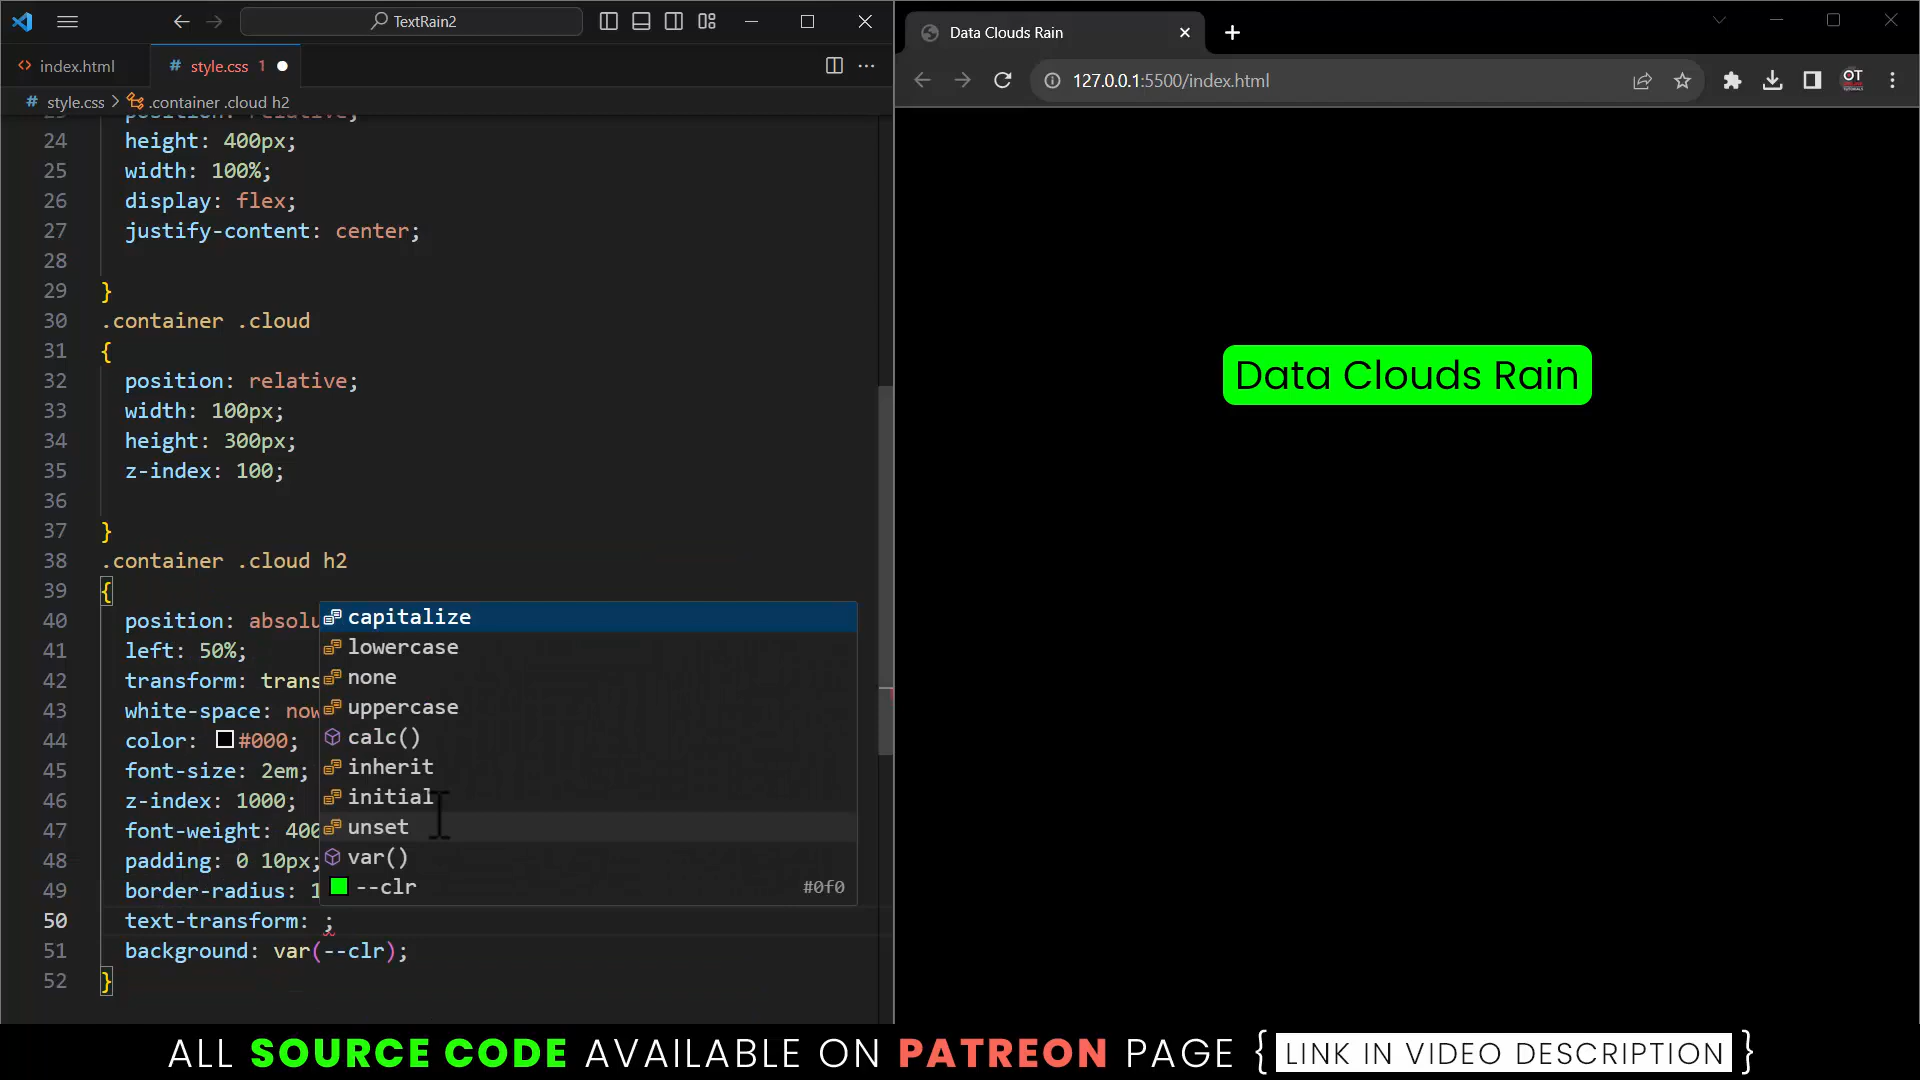 TextRain2
index.html
style.css 1
style.css > .container .cloud h2
24 height: 400px;
25 width: 100%;
26 display: flex;
27 justify-content: center;
28
29 }
30 .container .cloud
31 {
32 position: relative;
33 width: 100px;
34 height: 300px;
35 z-index: 100;
36
37 }
38 .container .cloud h2
39 {
40 position: absolu
41 left: 50%;
42 transform: trans
43 white-space: now
44 color: #000;
45 font-size: 2em;
46 z-index: 1000;
47 font-weight: 400
48 padding: 0 10px;
49 border-radius: 1
50 text-transform: ;
51 background: var(--clr);
52 }
capitalize
lowercase
none
uppercase
calc()
inherit
initial
unset
var()
--clr #0f0
Data Clouds Rain
127.0.0.1:5500/index.html
OT
Data Clouds Rain
ALL SOURCE CODE AVAILABLE ON PATREON PAGE { LINK IN VIDEO DESCRIPTION }